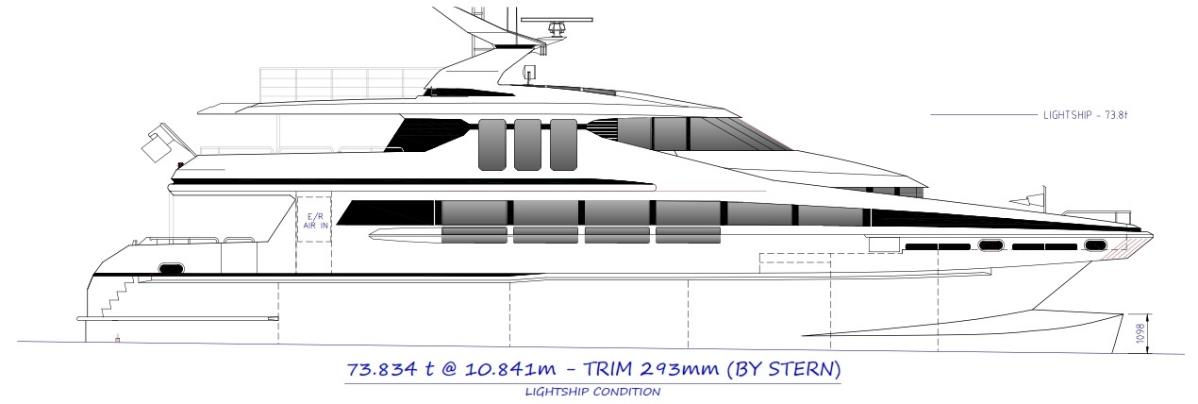 LIGHTSHIP - 73.8t
E/R
AIR IN
1098
73.834 t @ 10.841m - TRIM 293mm (BY STERN)
LIGHTSHIP CONDITION